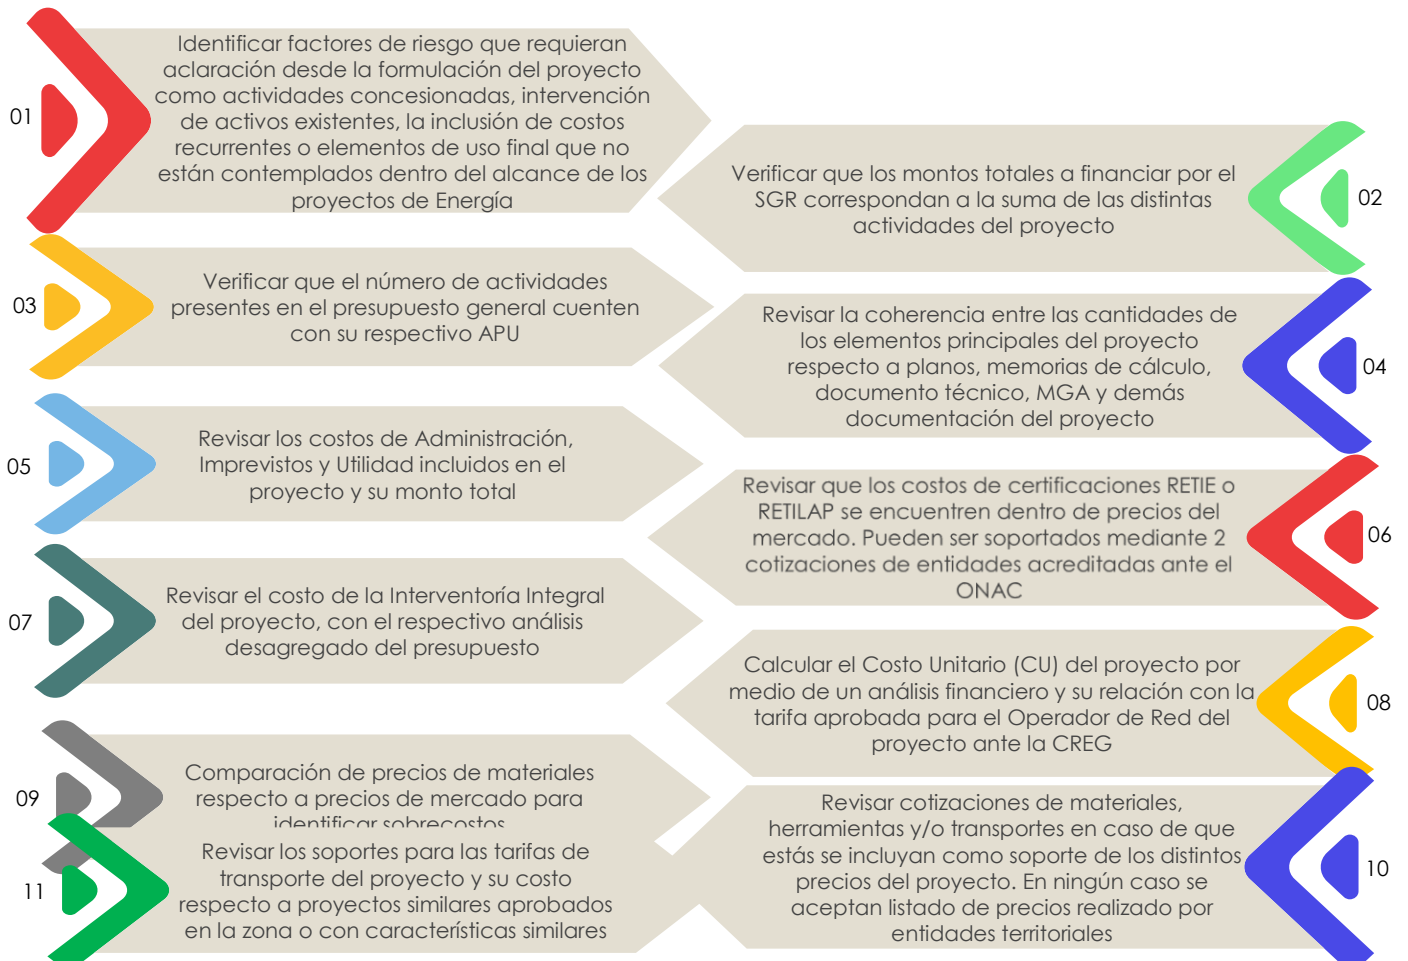 01
Identificar factores de riesgo que requieran
aclaración desde la formulación del proyecto
como actividades concesionadas, intervención
de activos existentes, la inclusión de costos
recurrentes o elementos de uso final que no
están contemplados dentro del alcance de los
proyectos de Energía
Verificar que los montos totales a financiar por el
SGR correspondan a la suma de las distintas
actividades del proyecto
02
03
Verificar que el número de actividades
presentes en el presupuesto general cuenten
con su respectivo APU
Revisar la coherencia entre las cantidades de
los elementos principales del proyecto
respecto a planos, memorias de cálculo,
documento técnico, MGA y demás
documentación del proyecto
04
05
Revisar los costos de Administración,
Imprevistos y Utilidad incluidos en el
proyecto y su monto total
Revisar que los costos de certificaciones RETIE o
RETILAP se encuentren dentro de precios del
mercado. Pueden ser soportados mediante 2
cotizaciones de entidades acreditadas ante el
ONAC
06
07
Revisar el costo de la Interventoría Integral
del proyecto, con el respectivo análisis
desagregado del presupuesto
Calcular el Costo Unitario (CU) del proyecto por
medio de un análisis financiero y su relación con la
tarifa aprobada para el Operador de Red del
proyecto ante la CREG
08
09
Comparación de precios de materiales
respecto a precios de mercado para
identificar sobrecostos
Revisar cotizaciones de materiales,
herramientas y/o transportes en caso de que
estás se incluyan como soporte de los distintos
precios del proyecto. En ningún caso se
aceptan listado de precios realizado por
entidades territoriales
10
11
Revisar los soportes para las tarifas de
transporte del proyecto y su costo
respecto a proyectos similares aprobados
en la zona o con características similares